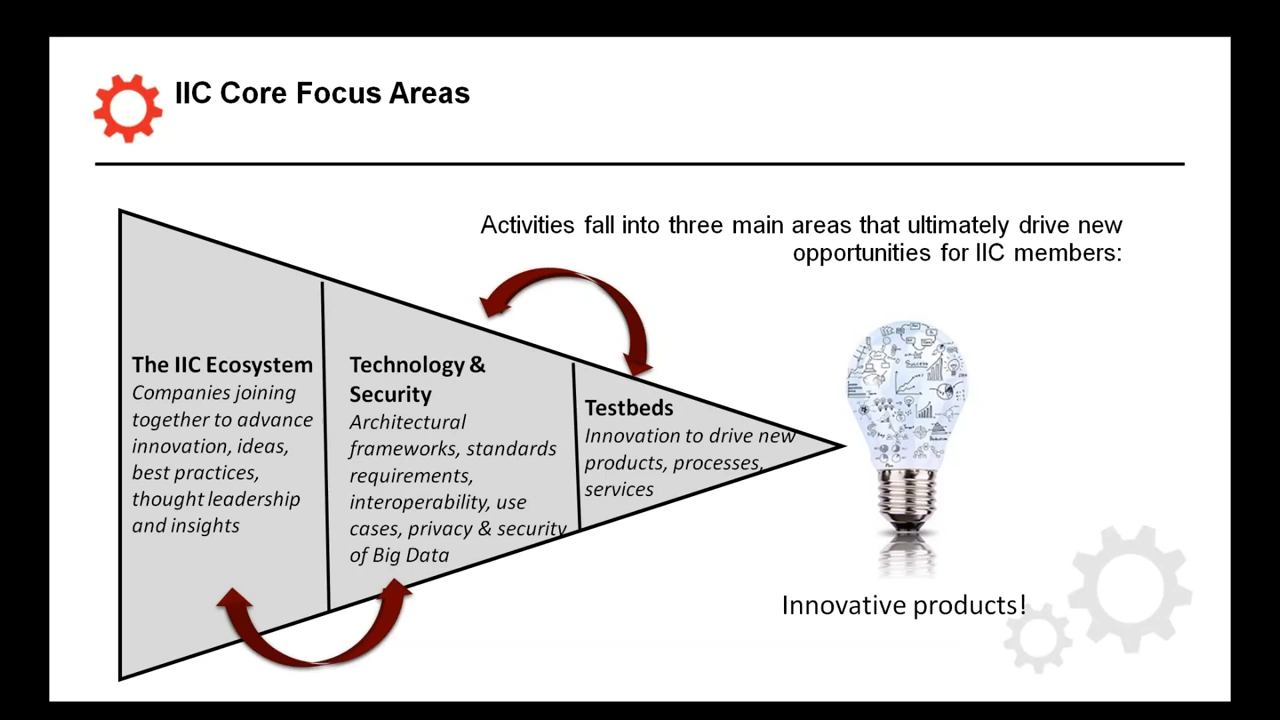 IIC Core Focus Areas
Activities fall into three main areas that ultimately drive new
opportunities for IIC members:
The IIC Ecosystem
Companies joining
together to advance
innovation, ideas,
best practices,
thought leadership
and insights
Technology &
Security
Architectural
frameworks, standards
requirements,
interoperability, use
cases, privacy & security
of Big Data
Testbeds
Innovation to drive new
products, processes,
services
Success
Innovative products!